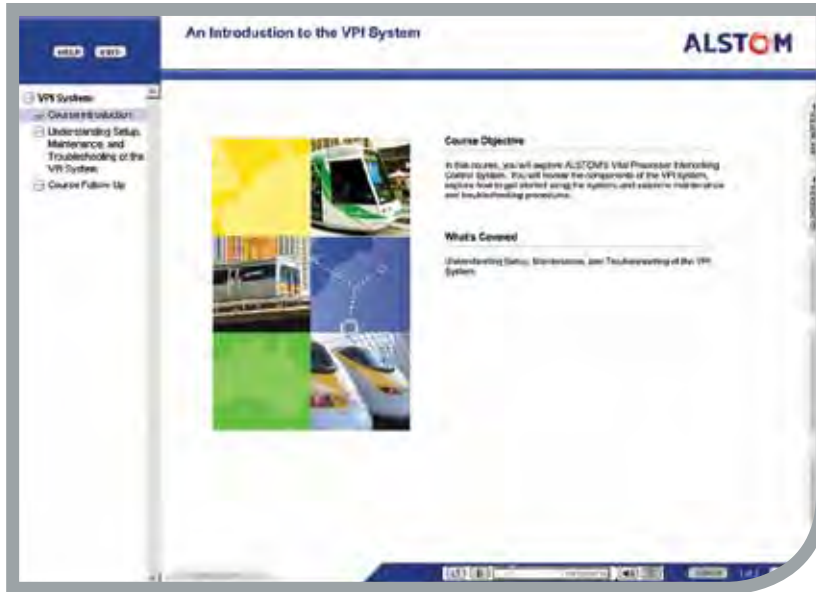 An Introduction to the VPI System
ALSTOM
HELP EXIT
VPI System
Course Introduction
Understanding Setup,
Maintenance, and
Troubleshooting of the
VPI System
Course Follow Up
Course Objective
In this course, you will explore ALSTOM's Vital Processor Interlocking
Control System. You will review the components of the VPI system,
explore how to get started using the system, and explore maintenance
and troubleshooting procedures.
What's Covered
Understanding Setup, Maintenance, and Troubleshooting of the VPI
System